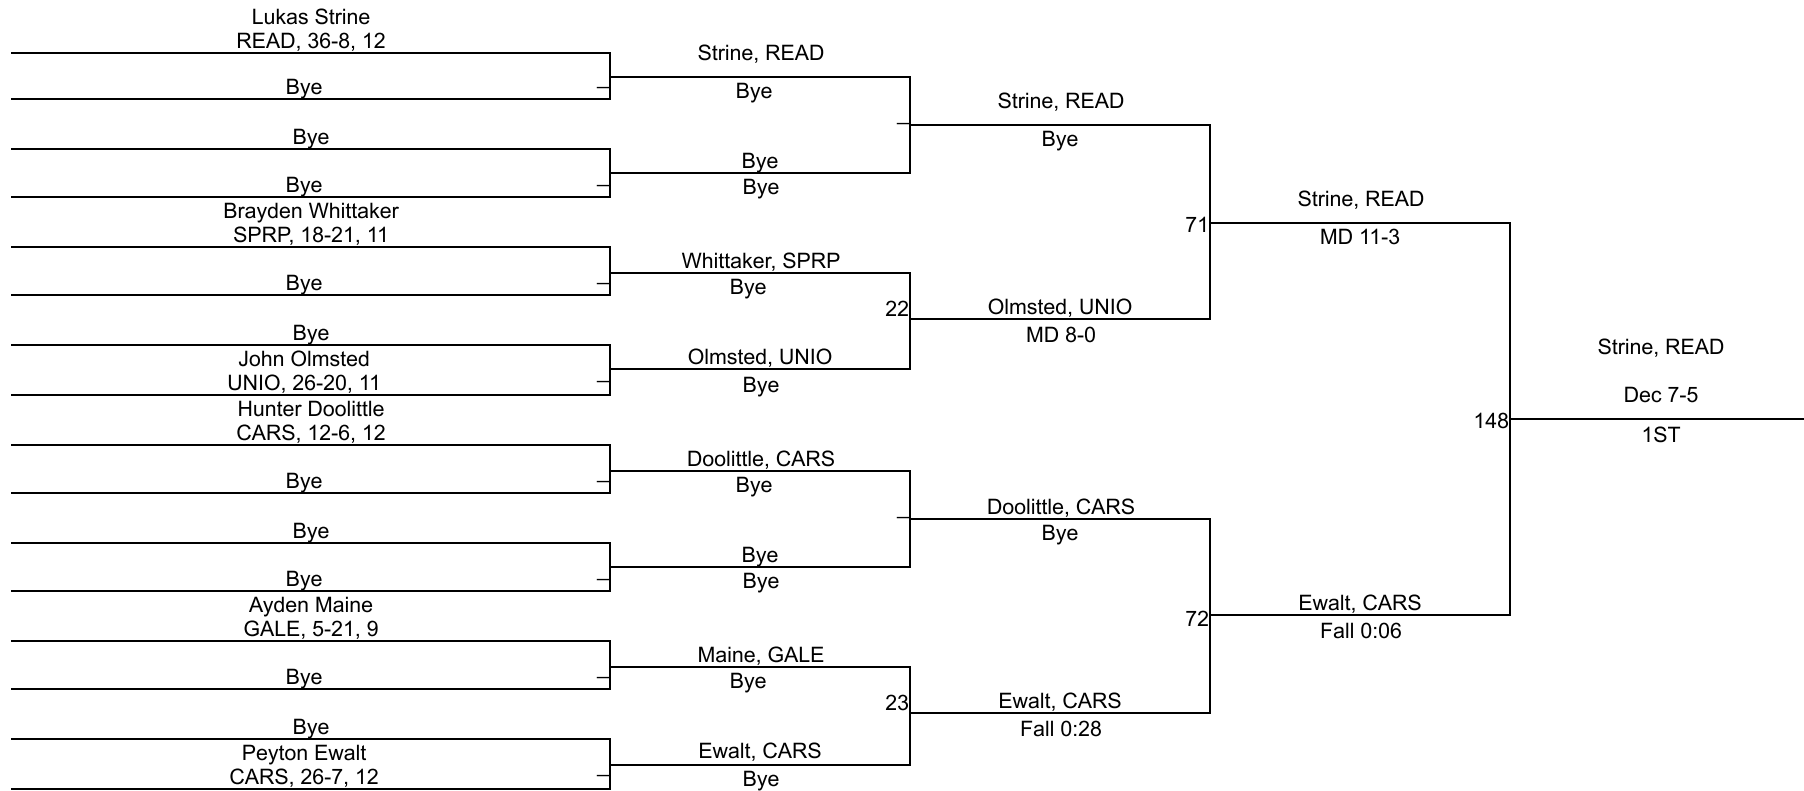 Lukas Strine
READ, 36-8, 12
Bye
Bye
Bye
Brayden Whittaker
SPRP, 18-21, 11
Bye
Bye
John Olmsted
UNIO, 26-20, 11
Hunter Doolittle
CARS, 12-6, 12
Bye
Bye
Bye
Ayden Maine
GALE, 5-21, 9
Bye
Bye
Peyton Ewalt
CARS, 26-7, 12
Strine, READ
Bye
Bye
Bye
Whittaker, SPRP
Bye
Olmsted, UNIO
Bye
Doolittle, CARS
Bye
Bye
Bye
Maine, GALE
Bye
Ewalt, CARS
Bye
22
23
Strine, READ
Bye
Olmsted, UNIO
MD 8-0
Doolittle, CARS
Bye
Ewalt, CARS
Fall 0:28
71
72
Strine, READ
MD 11-3
Ewalt, CARS
Fall 0:06
148
Strine, READ
Dec 7-5
1ST